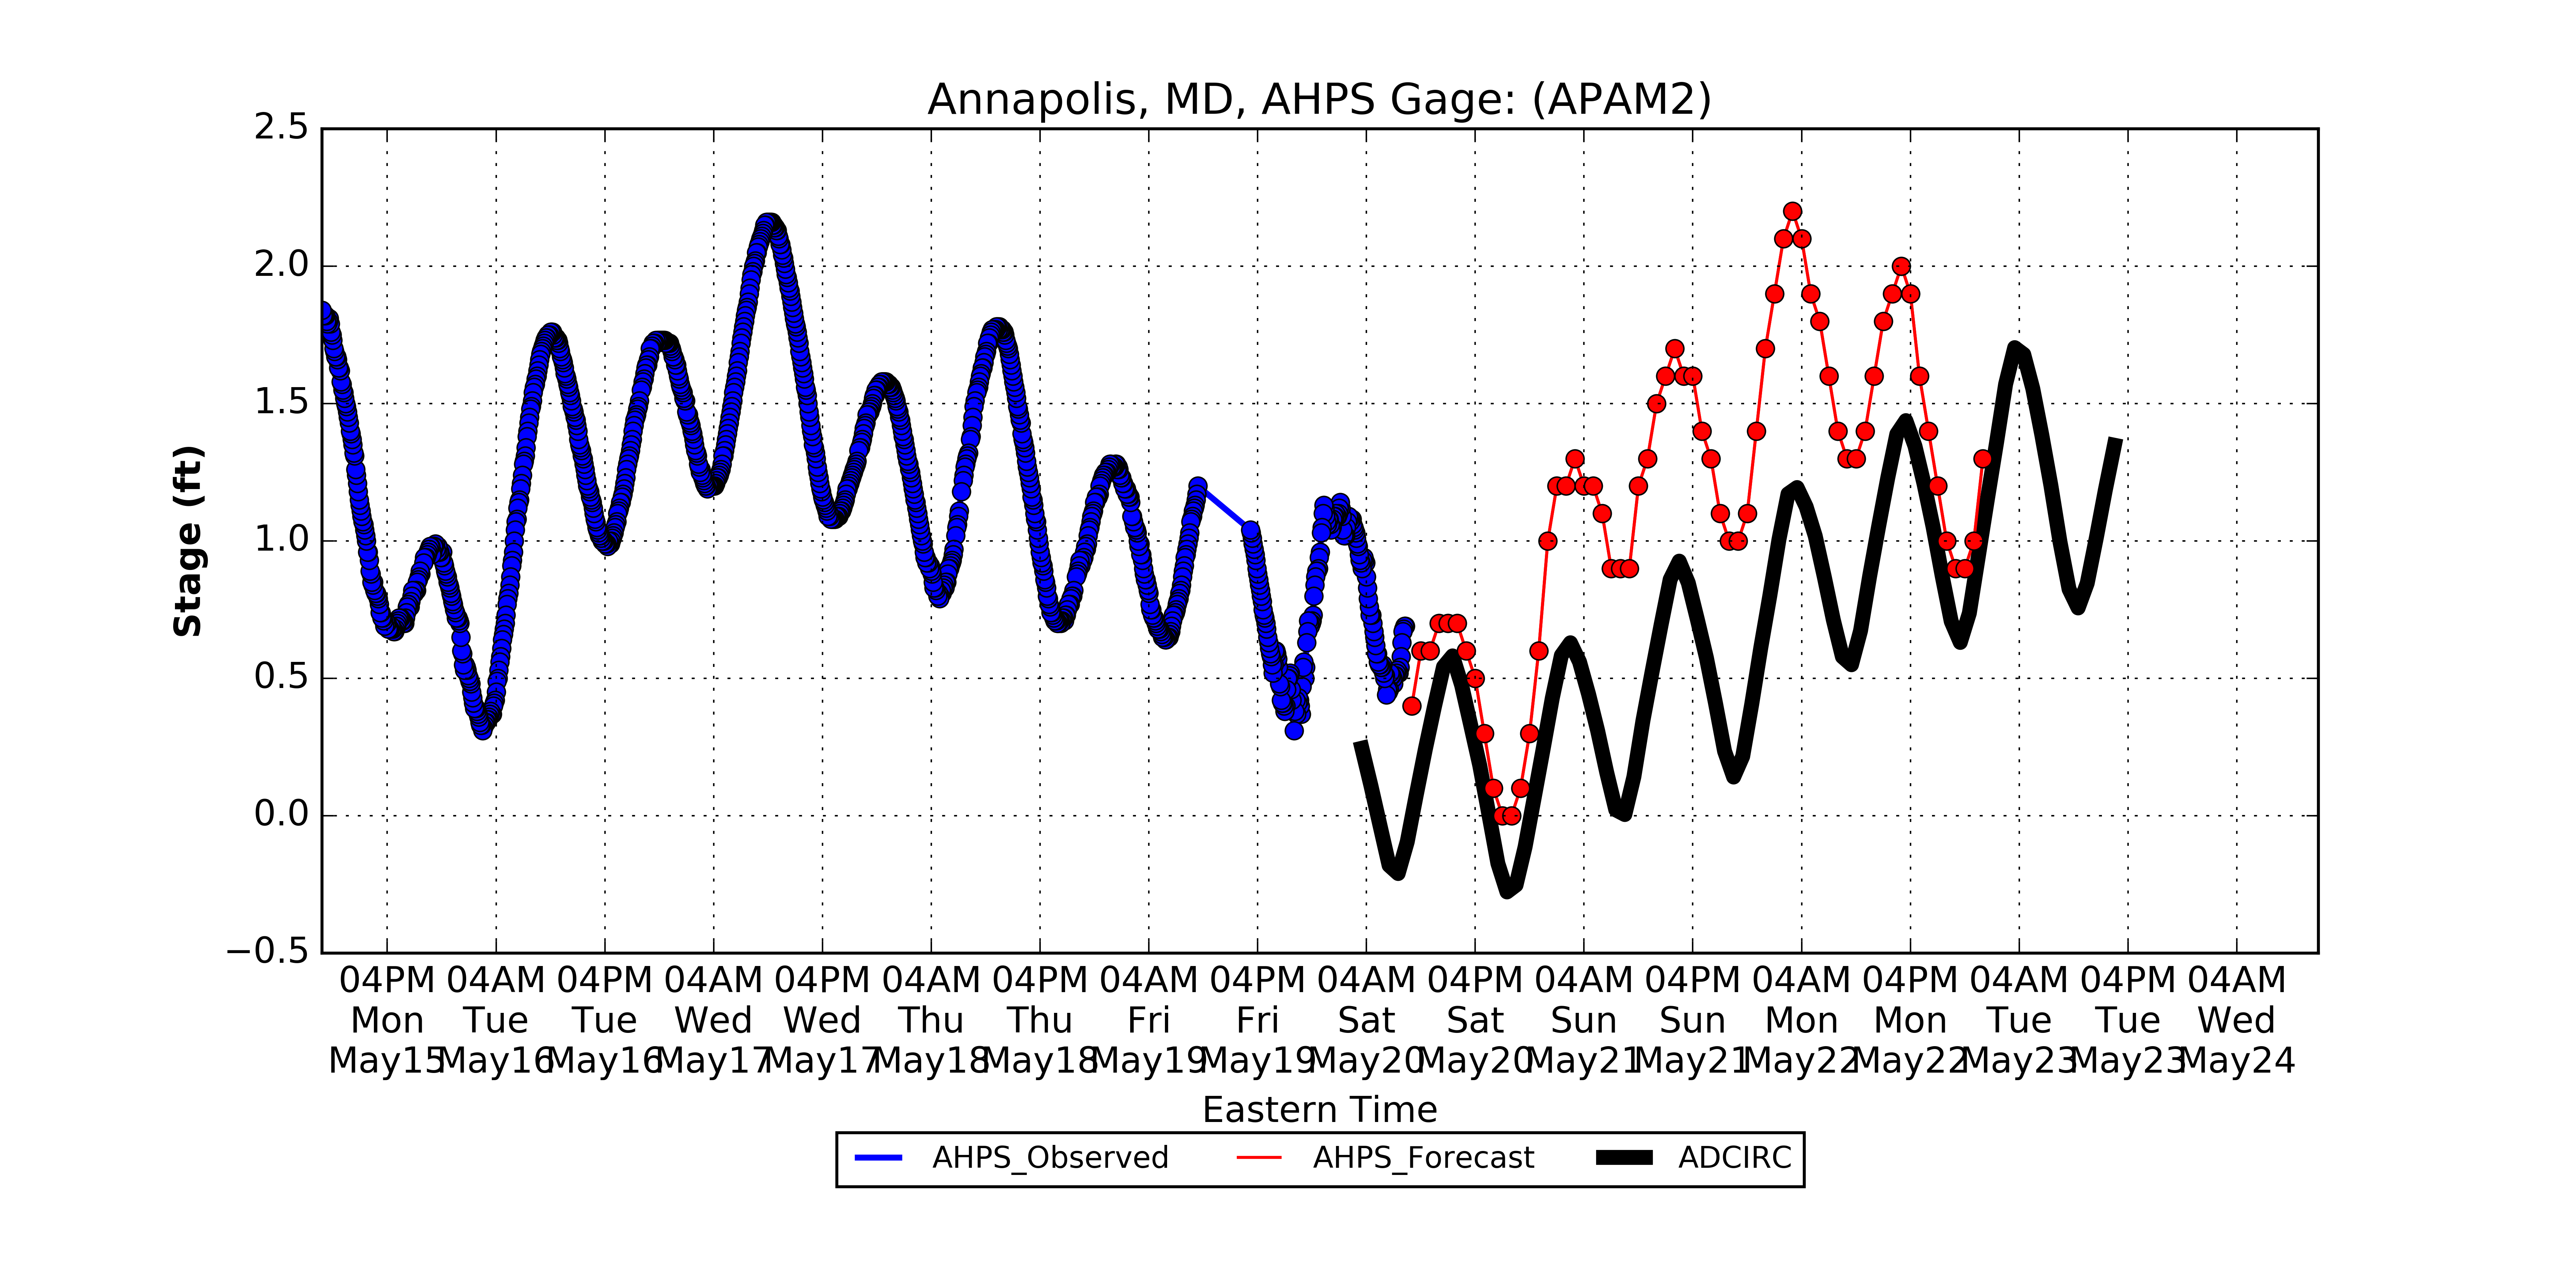 Annapolis, MD, AHPS Gage: (APAM2)
2.5
2.0
1.5
1.0
0.5
0.0
−0.5
Stage (ft)
04PM 04AM 04PM 04AM 04PM 04AM 04PM 04AM 04PM 04AM 04PM 04AM 04PM 04AM 04PM 04AM 04PM 04AM
Mon Tue Tue Wed Wed Thu Thu Fri Fri Sat Sat Sun Sun Mon Mon Tue Tue Wed
May15 May16 May16 May17 May17 May18 May18 May19 May19 May20 May20 May21 May21 May22 May22 May23 May23 May24
Eastern Time
AHPS_Observed AHPS_Forecast ADCIRC